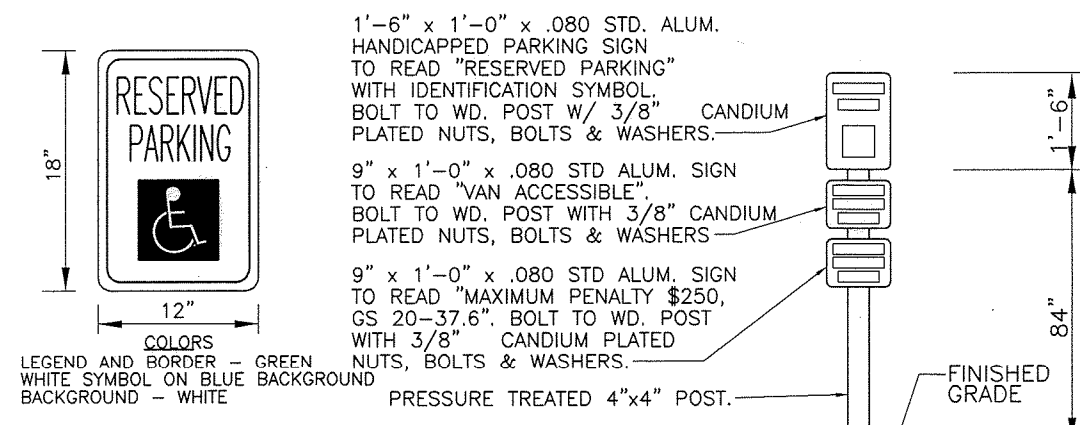 RESERVED
PARKING
18"
12"
COLORS
LEGEND AND BORDER – GREEN
WHITE SYMBOL ON BLUE BACKGROUND
BACKGROUND – WHITE
1'–6" x 1'–0" x .080 STD. ALUM.
HANDICAPPED PARKING SIGN
TO READ "RESERVED PARKING"
WITH IDENTIFICATION SYMBOL.
BOLT TO WD. POST W/ 3/8" CANDIUM
PLATED NUTS, BOLTS & WASHERS.
9" x 1'–0" x .080 STD ALUM. SIGN
TO READ "VAN ACCESSIBLE".
BOLT TO WD. POST WITH 3/8" CANDIUM
PLATED NUTS, BOLTS & WASHERS
9" x 1'–0" x .080 STD ALUM. SIGN
TO READ "MAXIMUM PENALTY $250,
GS 20–37.6". BOLT TO WD. POST
WITH 3/8" CANDIUM PLATED
NUTS, BOLTS & WASHERS.
PRESSURE TREATED 4"x4" POST.
1'–6"
84"
FINISHED
GRADE